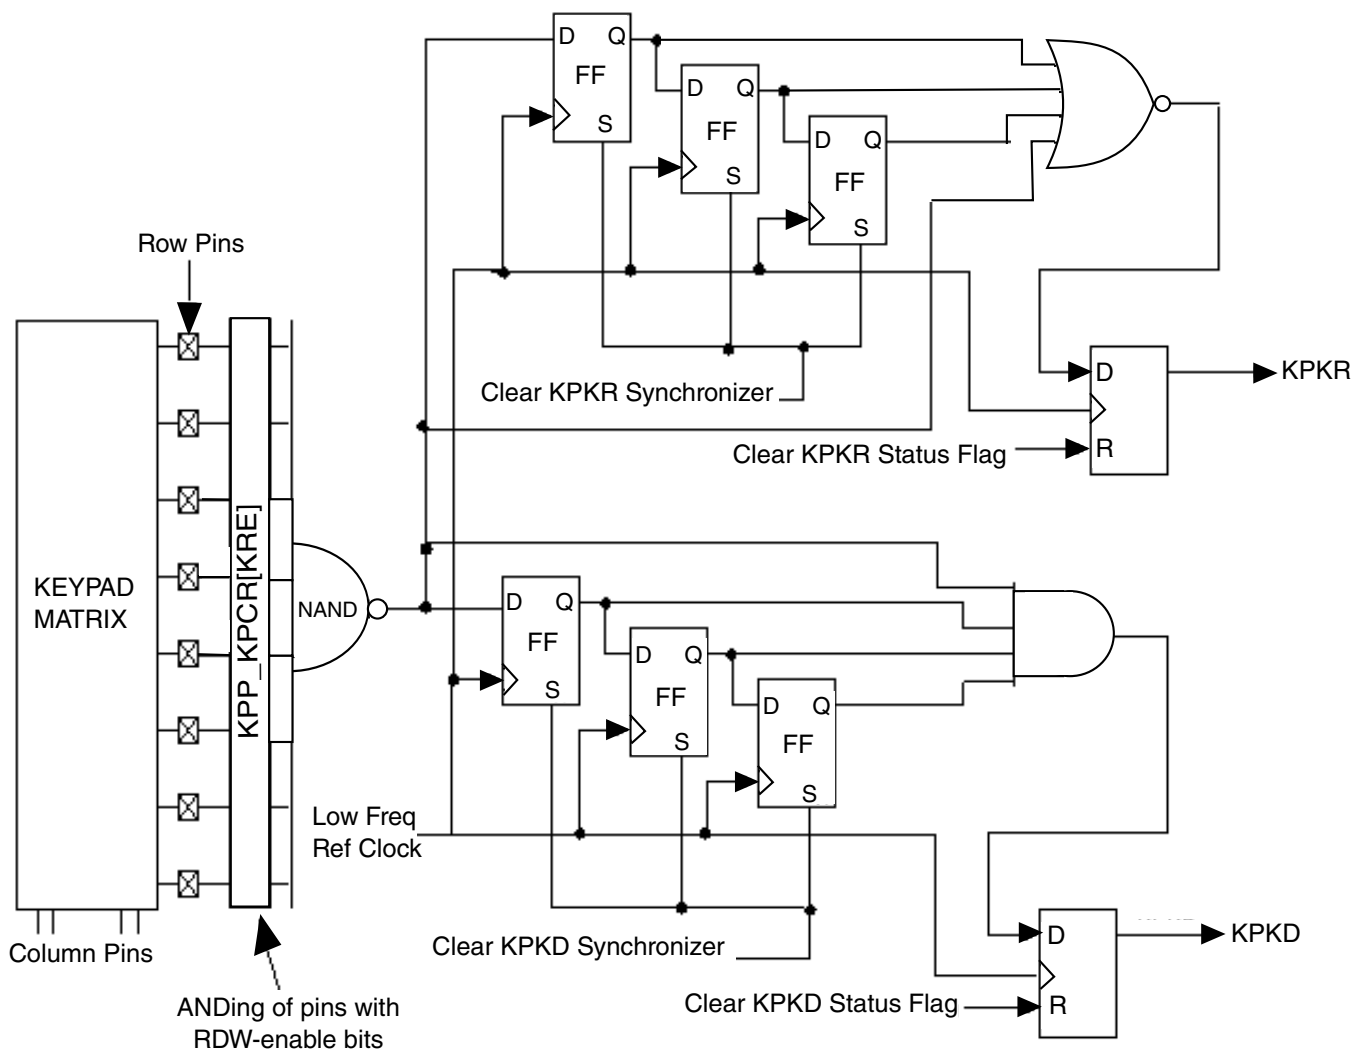 D Q
FF
S
D Q
FF
S
D Q
FF
S
Row Pins
Clear KPKR Synchronizer
D
KPKR
Clear KPKR Status Flag
R
KEYPAD
MATRIX
KPP_KPCR[KRE]
NAND
D Q
FF
S
D Q
FF
S
D Q
FF
S
Low Freq
Ref Clock
Column Pins
Clear KPKD Synchronizer
D
KPKD
Clear KPKD Status Flag
R
ANDing of pins with
RDW-enable bits